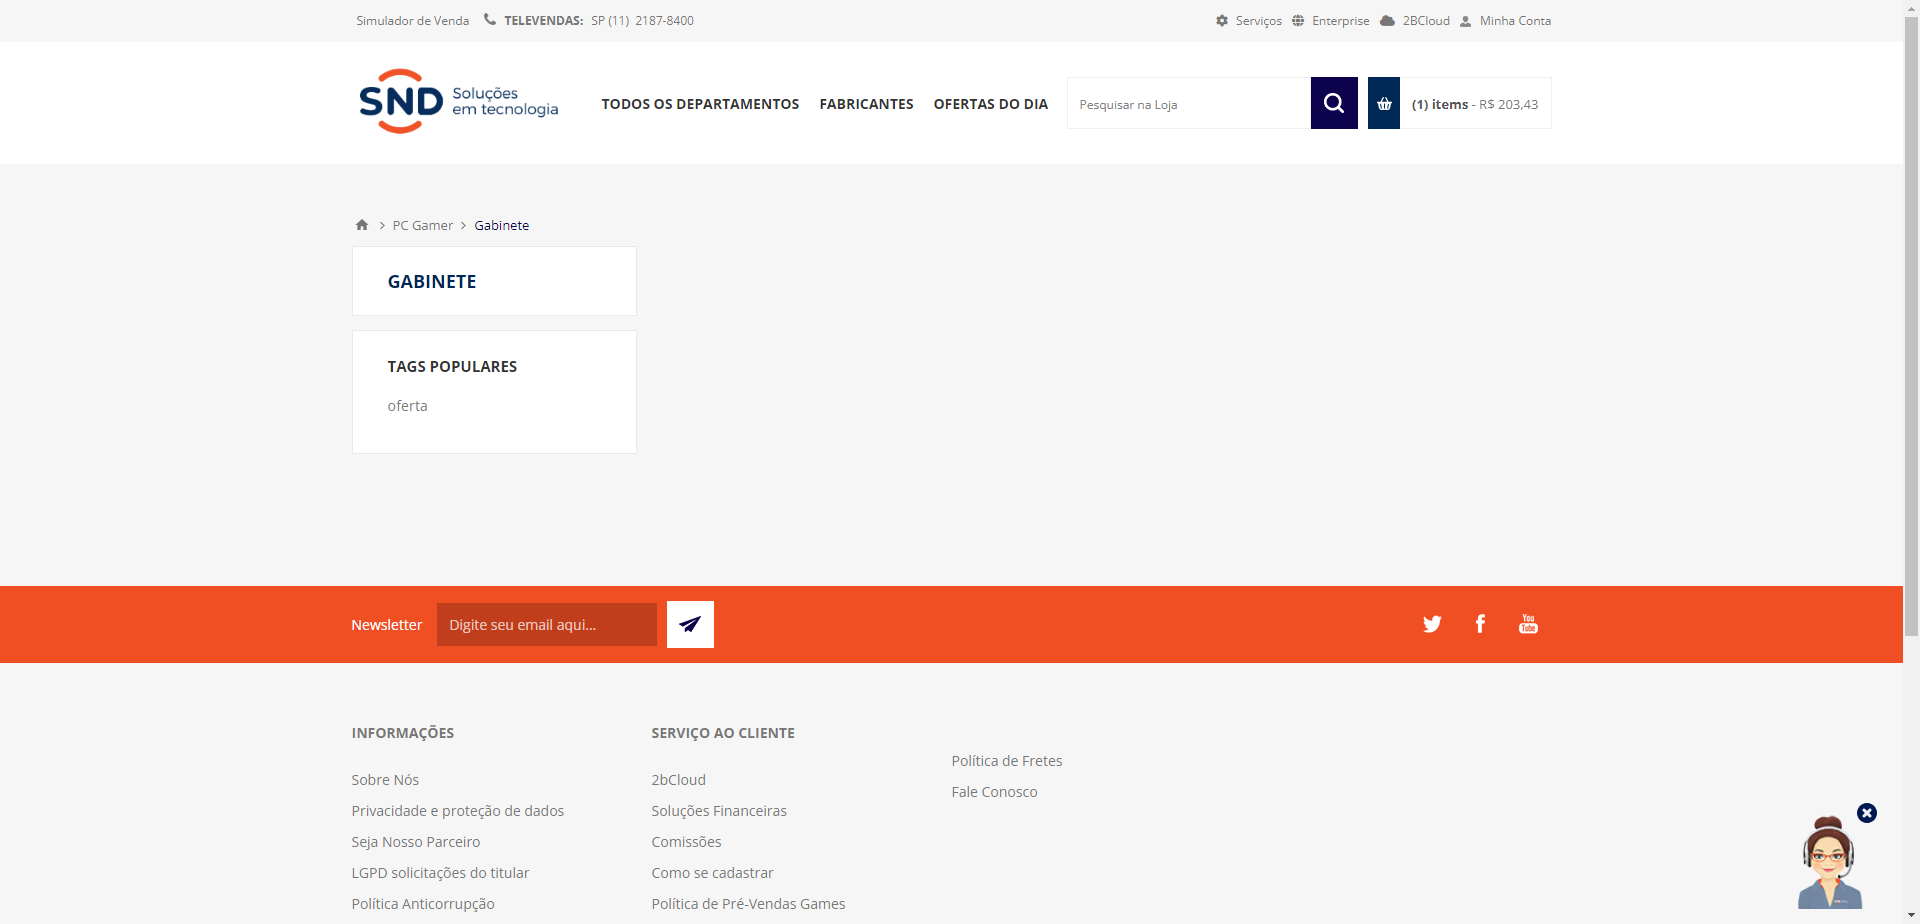 Simulador de Venda TELEVENDAS: SP (11) 2187-8400 Serviços Enterprise 2BCloud Minha Conta
SND Soluções em tecnologia
TODOS OS DEPARTAMENTOS FABRICANTES OFERTAS DO DIA Pesquisar na Loja (1) items - R$ 203,43
PC Gamer Gabinete
GABINETE
TAGS POPULARES
oferta
Newsletter Digite seu email aqui... You Tube
INFORMAÇÕES
Sobre Nós
Privacidade e proteção de dados
Seja Nosso Parceiro
LGPD solicitações do titular
Política Anticorrupção
SERVIÇO AO CLIENTE
2bCloud
Soluções Financeiras
Comissões
Como se cadastrar
Política de Pré-Vendas Games
Política de Fretes
Fale Conosco